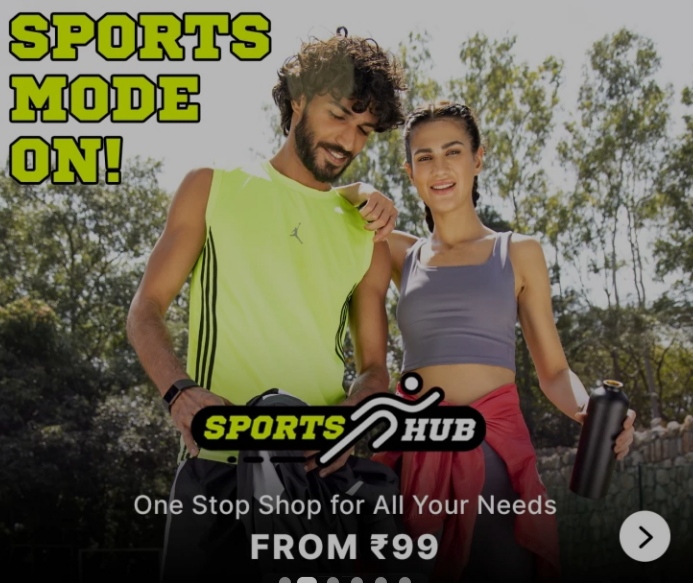 SPORTS
MODE
ON!
SPORTS HUB
One Stop Shop for All Your Needs
FROM ₹99